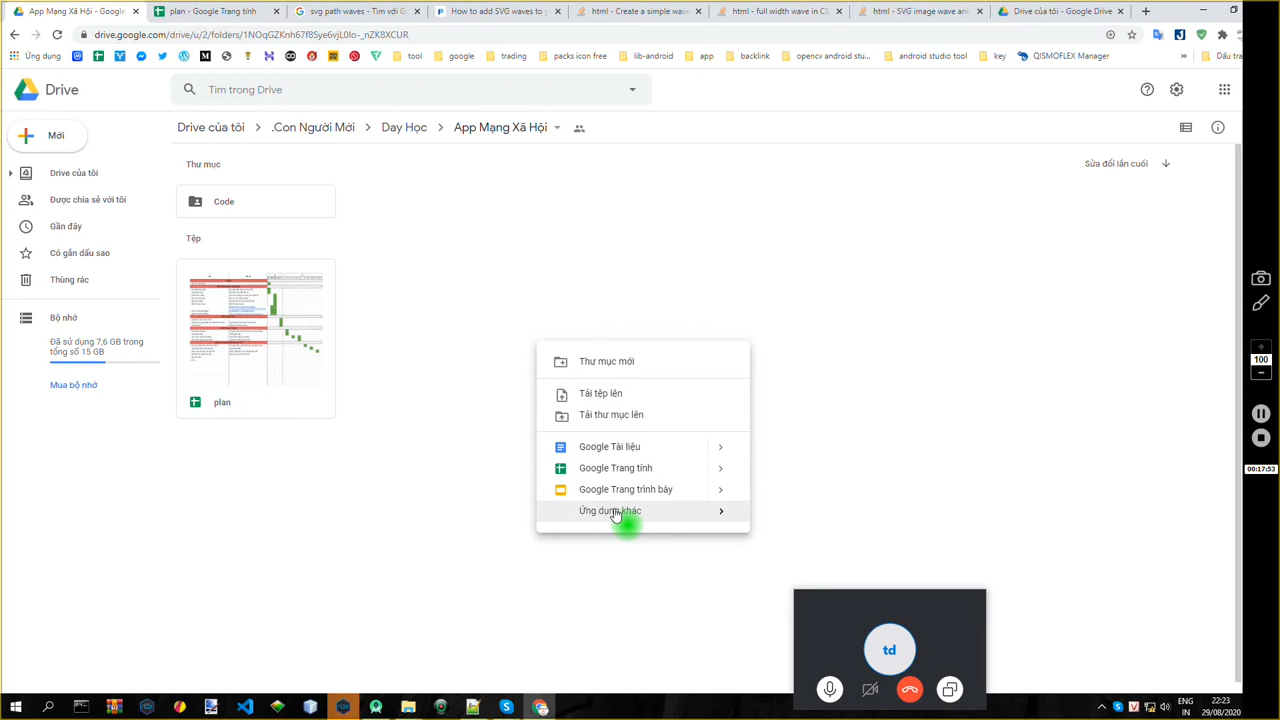 App Mạng Xã Hội - Google
plan - Google Trang tính
svg path waves - Tìm với G
How to add SVG waves to y
html - Create a simple wave
html - full width wave in CS
html - SVG image wave an
Drive của tôi - Google Drive
drive.google.com/drive/u/2/folders/1NOqGZKnh67f8Sye6vjL0Io-_nZK8XCUR
Ứng dụng
tool
google
trading
packs icon free
lib-android
app
backlink
opencv android stu...
android studio tool
key
QISMOFLEX Manager
»
Dấu tra
Drive
Tìm trong Drive
Mới
Drive của tôi
.Con Người Mới
Day Học
App Mạng Xã Hội
Drive của tôi
Được chia sẻ với tôi
Gần đây
Có gắn dấu sao
Thùng rác
Bộ nhớ
Đã sử dụng 7,6 GB trong
tổng số 15 GB
Mua bộ nhớ
Thư mục
Sửa đổi lần cuối
Code
Tệp
plan
Thư mục mới
Tải tệp lên
Tải thư mục lên
Google Tài liệu
Google Trang tính
Google Trang trình bày
Ứng dụng khác
td
100
00:17:53
ENG
IN
22:23
29/08/2020